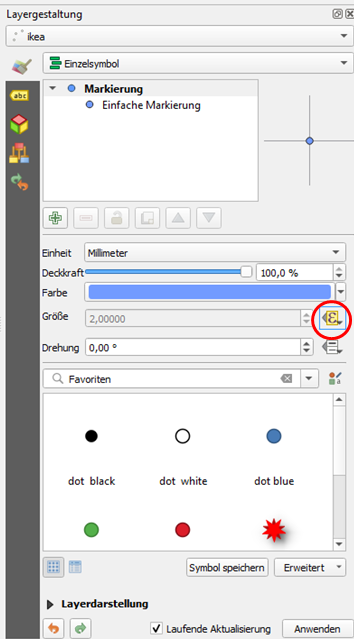 Layergestaltung
ikea
Einzelsymbol
abc
Markierung
Einfache Markierung
Einheit Millimeter
Deckkraft 100,0 %
Farbe
Größe 2,00000 ε
Drehung 0,00 °
Favoriten
dot black dot white dot blue
Symbol speichern Erweitert
Layerdarstellung
Laufende Aktualisierung Anwenden